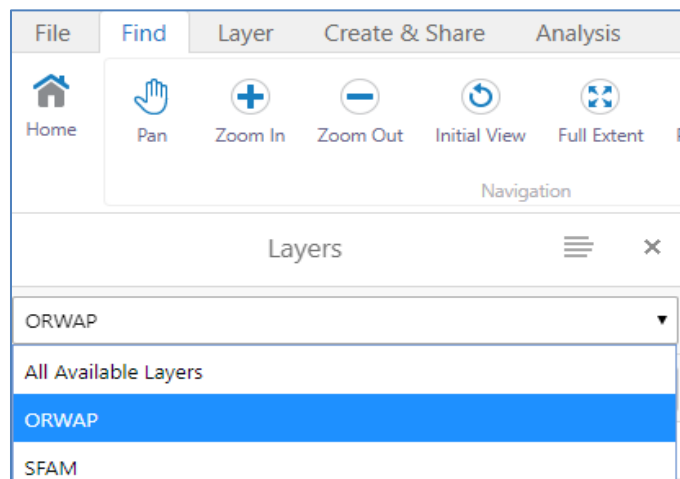 File Find Layer Create & Share Analysis
Home Pan Zoom In Zoom Out Initial View Full Extent
Navigation
Layers
ORWAP
All Available Layers
ORWAP
SFAM